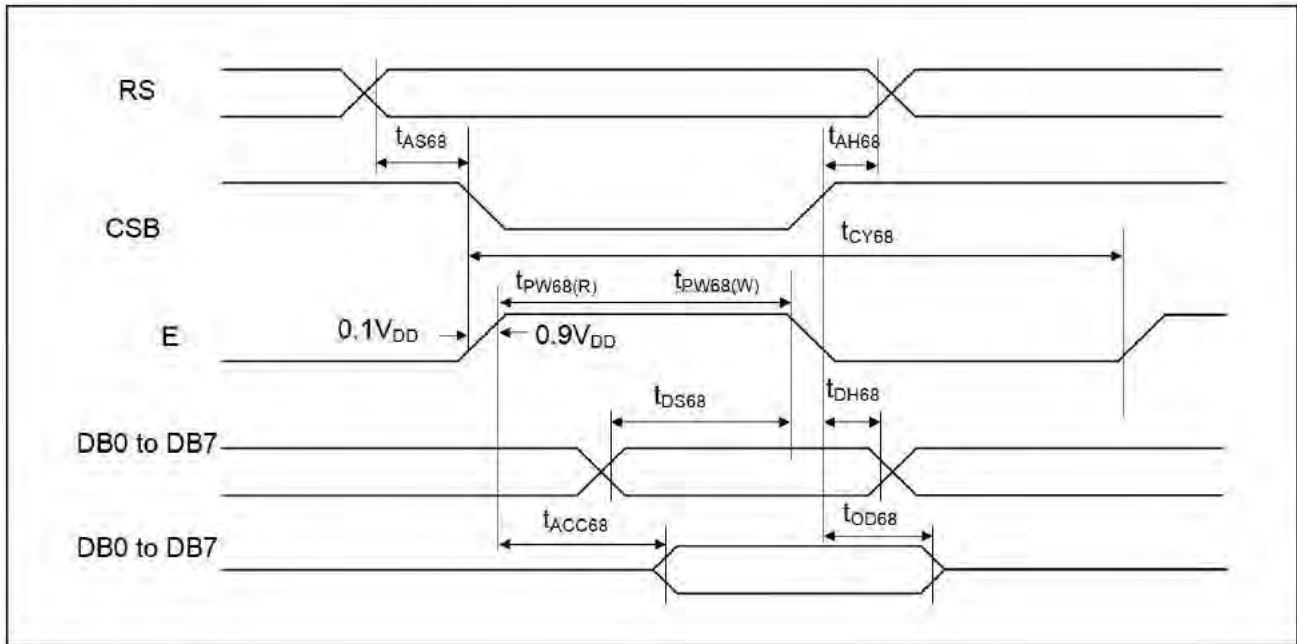 RS
tAS68
tAH68
CSB
tCY68
tPW68(R)
tPW68(W)
E
0.1VDD
0.9VDD
tDS68
tDH68
DB0 to DB7
tACC68
tOD68
DB0 to DB7